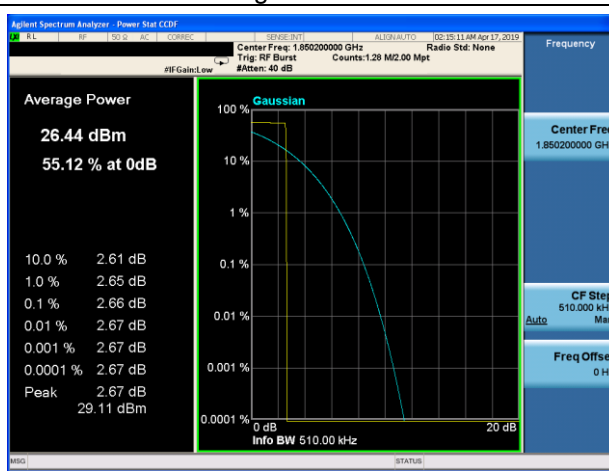 Agilent Spectrum Analyzer - Power Stat CCDF
RL RF 50 Ω AC CORREC SENSE:INT ALIGNAUTO 02:15:11 AM Apr 17, 2019
Center Freq: 1.850200000 GHz Radio Std: None
Trig: RF Burst Counts:1.28 M/2.00 Mpt
#IFGain:Low #Atten: 40 dB
Frequency
Average Power
26.44 dBm
55.12 % at 0dB
10.0 % 2.61 dB
1.0 % 2.65 dB
0.1 % 2.66 dB
0.01 % 2.67 dB
0.001 % 2.67 dB
0.0001 % 2.67 dB
Peak 2.67 dB
29.11 dBm
100 % Gaussian
10 %
1 %
0.1 %
0.01 %
0.001 %
0.0001 %
0 dB 20 dB
Info BW 510.00 kHz
Center Fre
1.850200000 GH
CF Step
510.000 kH
Auto Ma
Freq Offse
0 H
MSG STATUS